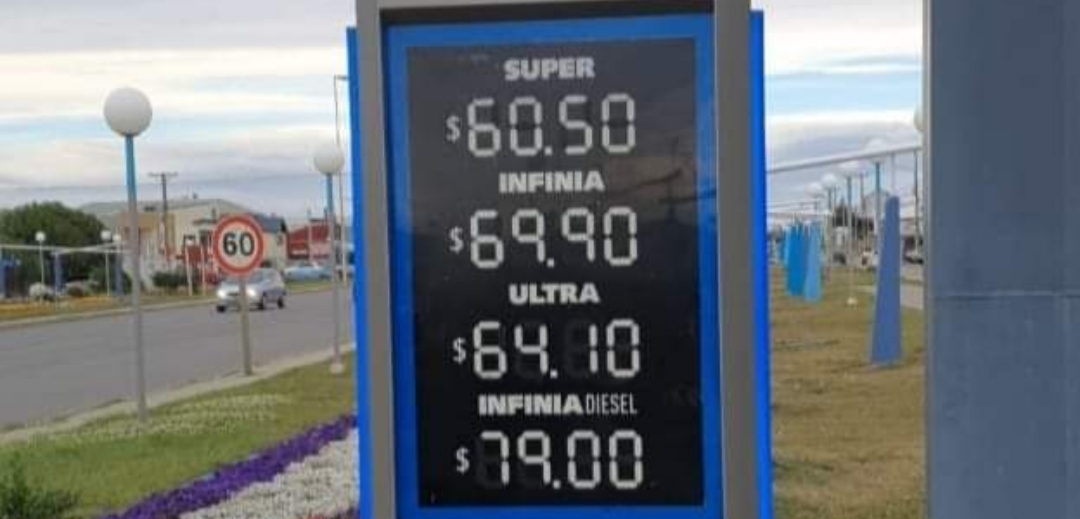 SUPER
$60.50
INFINIA
$69.90
ULTRA
$64.10
INFINIA DIESEL
$79.00
60